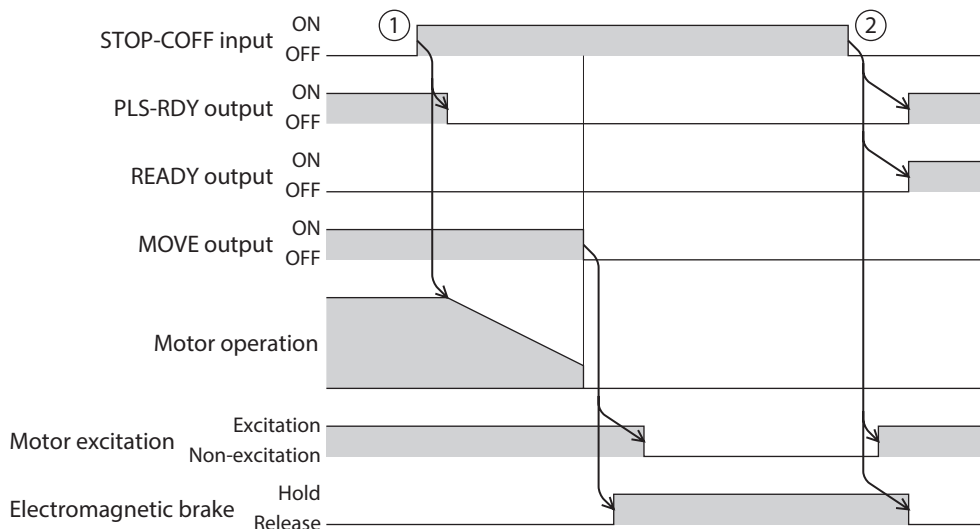 ① ②
STOP-COFF input ON
OFF
PLS-RDY output ON
OFF
READY output ON
OFF
MOVE output ON
OFF
Motor operation
Motor excitation Excitation
Non-excitation
Electromagnetic brake Hold
Release